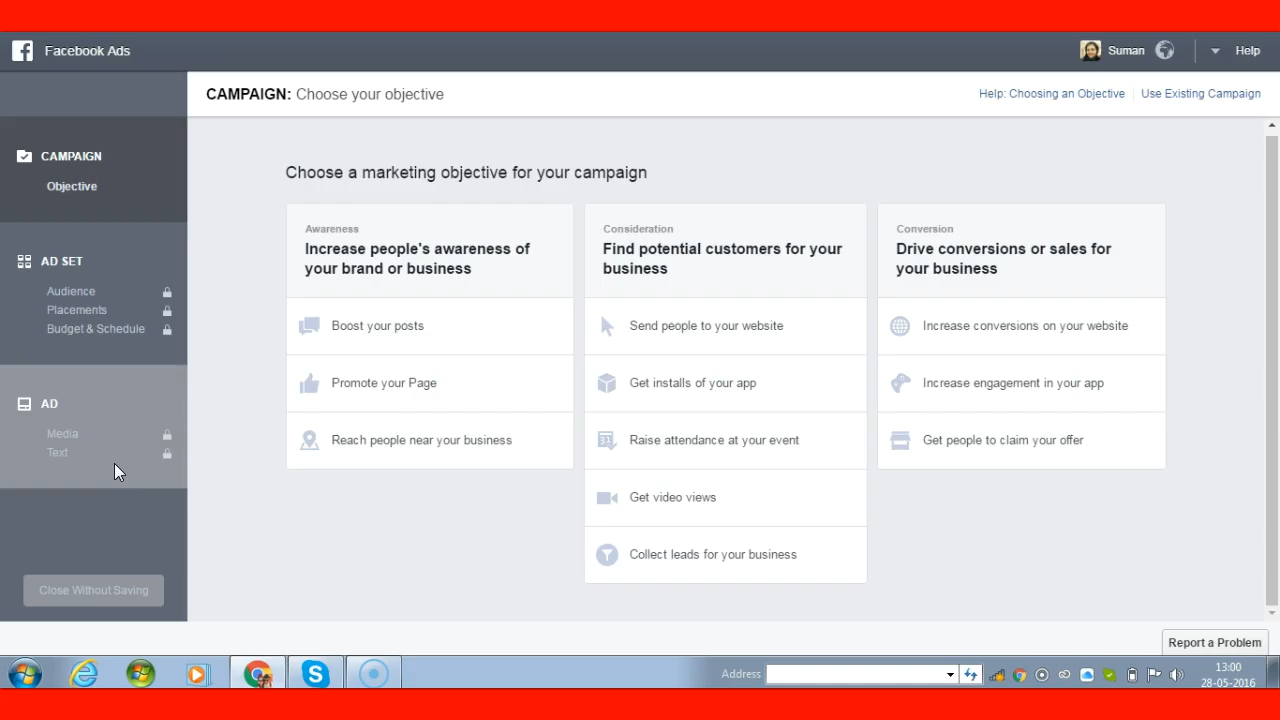 Facebook Ads
Suman
Help
CAMPAIGN: Choose your objective
Help: Choosing an Objective
Use Existing Campaign
CAMPAIGN
Objective
AD SET
Audience
Placements
Budget & Schedule
AD
Media
Text
Close Without Saving
Choose a marketing objective for your campaign
Awareness
Increase people's awareness of
your brand or business
Boost your posts
Promote your Page
Reach people near your business
Consideration
Find potential customers for your
business
Send people to your website
Get installs of your app
31
Raise attendance at your event
Get video views
Collect leads for your business
Conversion
Drive conversions or sales for
your business
Increase conversions on your website
Increase engagement in your app
Get people to claim your offer
Report a Problem
Address
13:00
28-05-2016